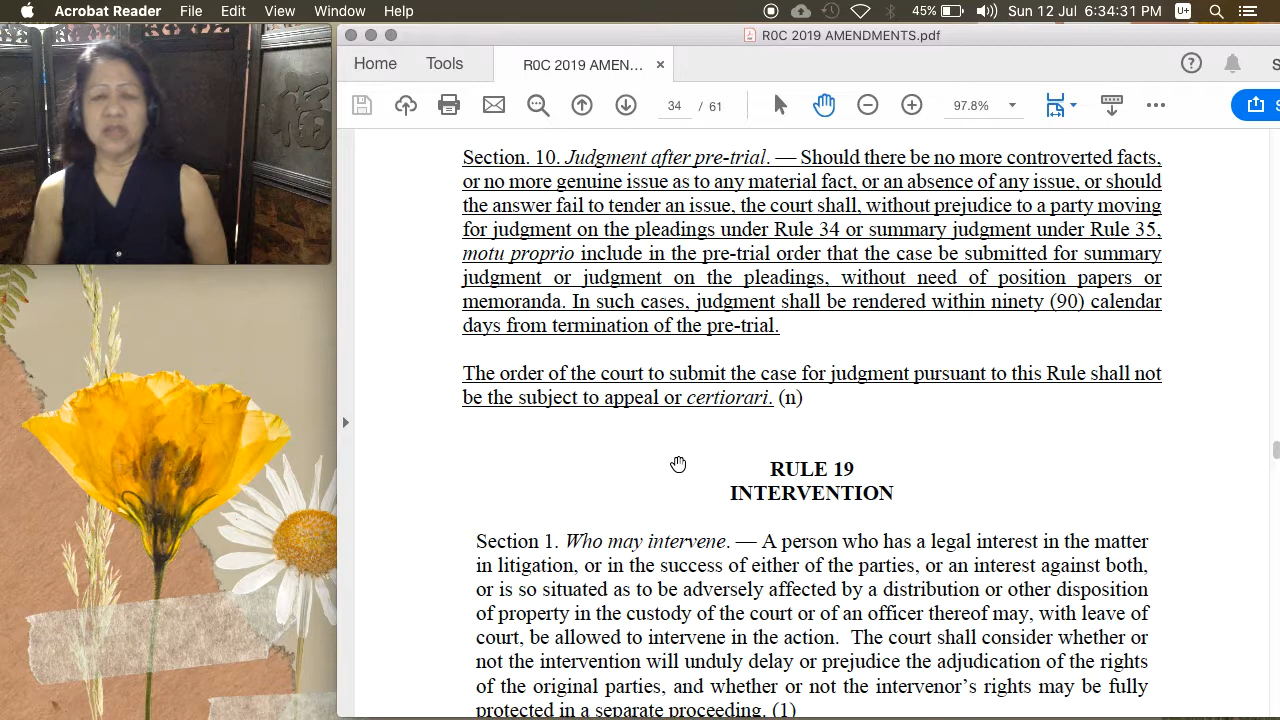 Acrobat Reader File Edit View Window Help 45% Sun 12 Jul 6:34:31 PM U+
R0C 2019 AMENDMENTS.pdf
Home Tools R0C 2019 AMEN... × S
34 / 61 97.8% S
Section. 10. Judgment after pre-trial. — Should there be no more controverted facts,
or no more genuine issue as to any material fact, or an absence of any issue, or should
the answer fail to tender an issue, the court shall, without prejudice to a party moving
for judgment on the pleadings under Rule 34 or summary judgment under Rule 35,
motu proprio include in the pre-trial order that the case be submitted for summary
judgment or judgment on the pleadings, without need of position papers or
memoranda. In such cases, judgment shall be rendered within ninety (90) calendar
days from termination of the pre-trial.
The order of the court to submit the case for judgment pursuant to this Rule shall not
be the subject to appeal or certiorari. (n)
RULE 19
INTERVENTION
Section 1. Who may intervene. — A person who has a legal interest in the matter
in litigation, or in the success of either of the parties, or an interest against both,
or is so situated as to be adversely affected by a distribution or other disposition
of property in the custody of the court or of an officer thereof may, with leave of
court, be allowed to intervene in the action. The court shall consider whether or
not the intervention will unduly delay or prejudice the adjudication of the rights
of the original parties, and whether or not the intervenor’s rights may be fully
protected in a separate proceeding. (1)
福